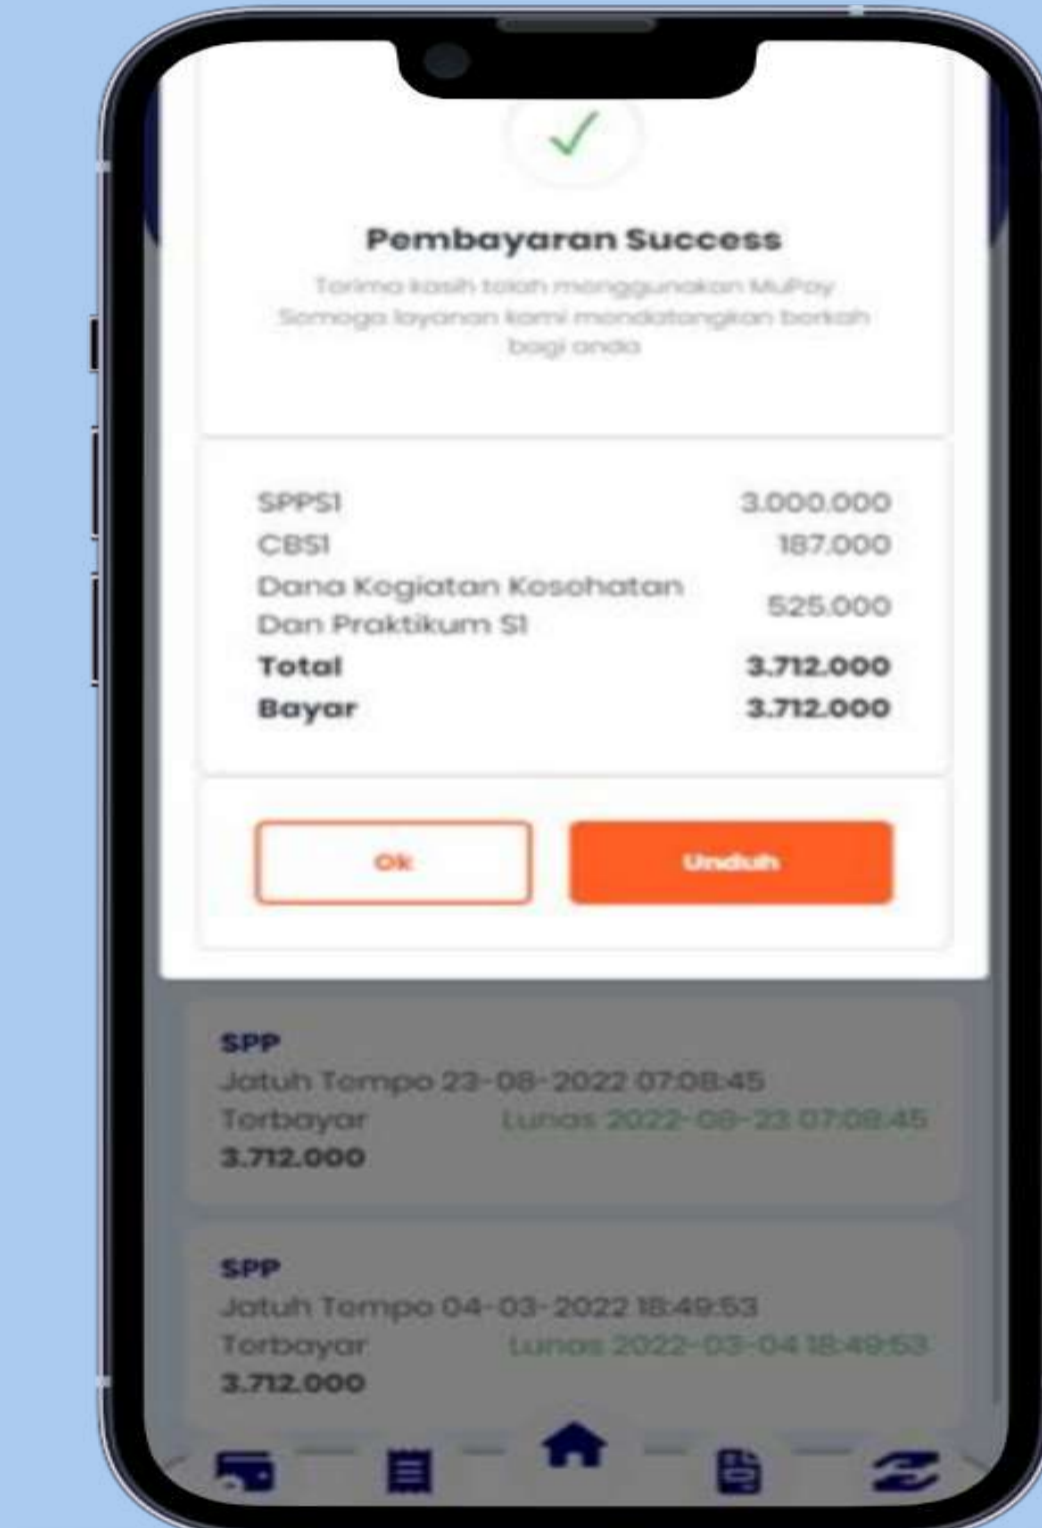 Pembayaran Success
Terima kasih telah menggunakan MuPay
Semoga layanan kami mendatangkan berkah
bagi anda
SPPS1 3.000.000
CBS1 187.000
Dana Kegiatan Kesehatan
Dan Praktikum S1 525.000
Total 3.712.000
Bayar 3.712.000
Ok Unduh
SPP
Jatuh Tempo 23-08-2022 07:08:45
Terbayar Lunas 2022-08-23 07:08:45
3.712.000
SPP
Jatuh Tempo 04-03-2022 18:49:53
Terbayar Lunas 2022-03-04 18:49:53
3.712.000